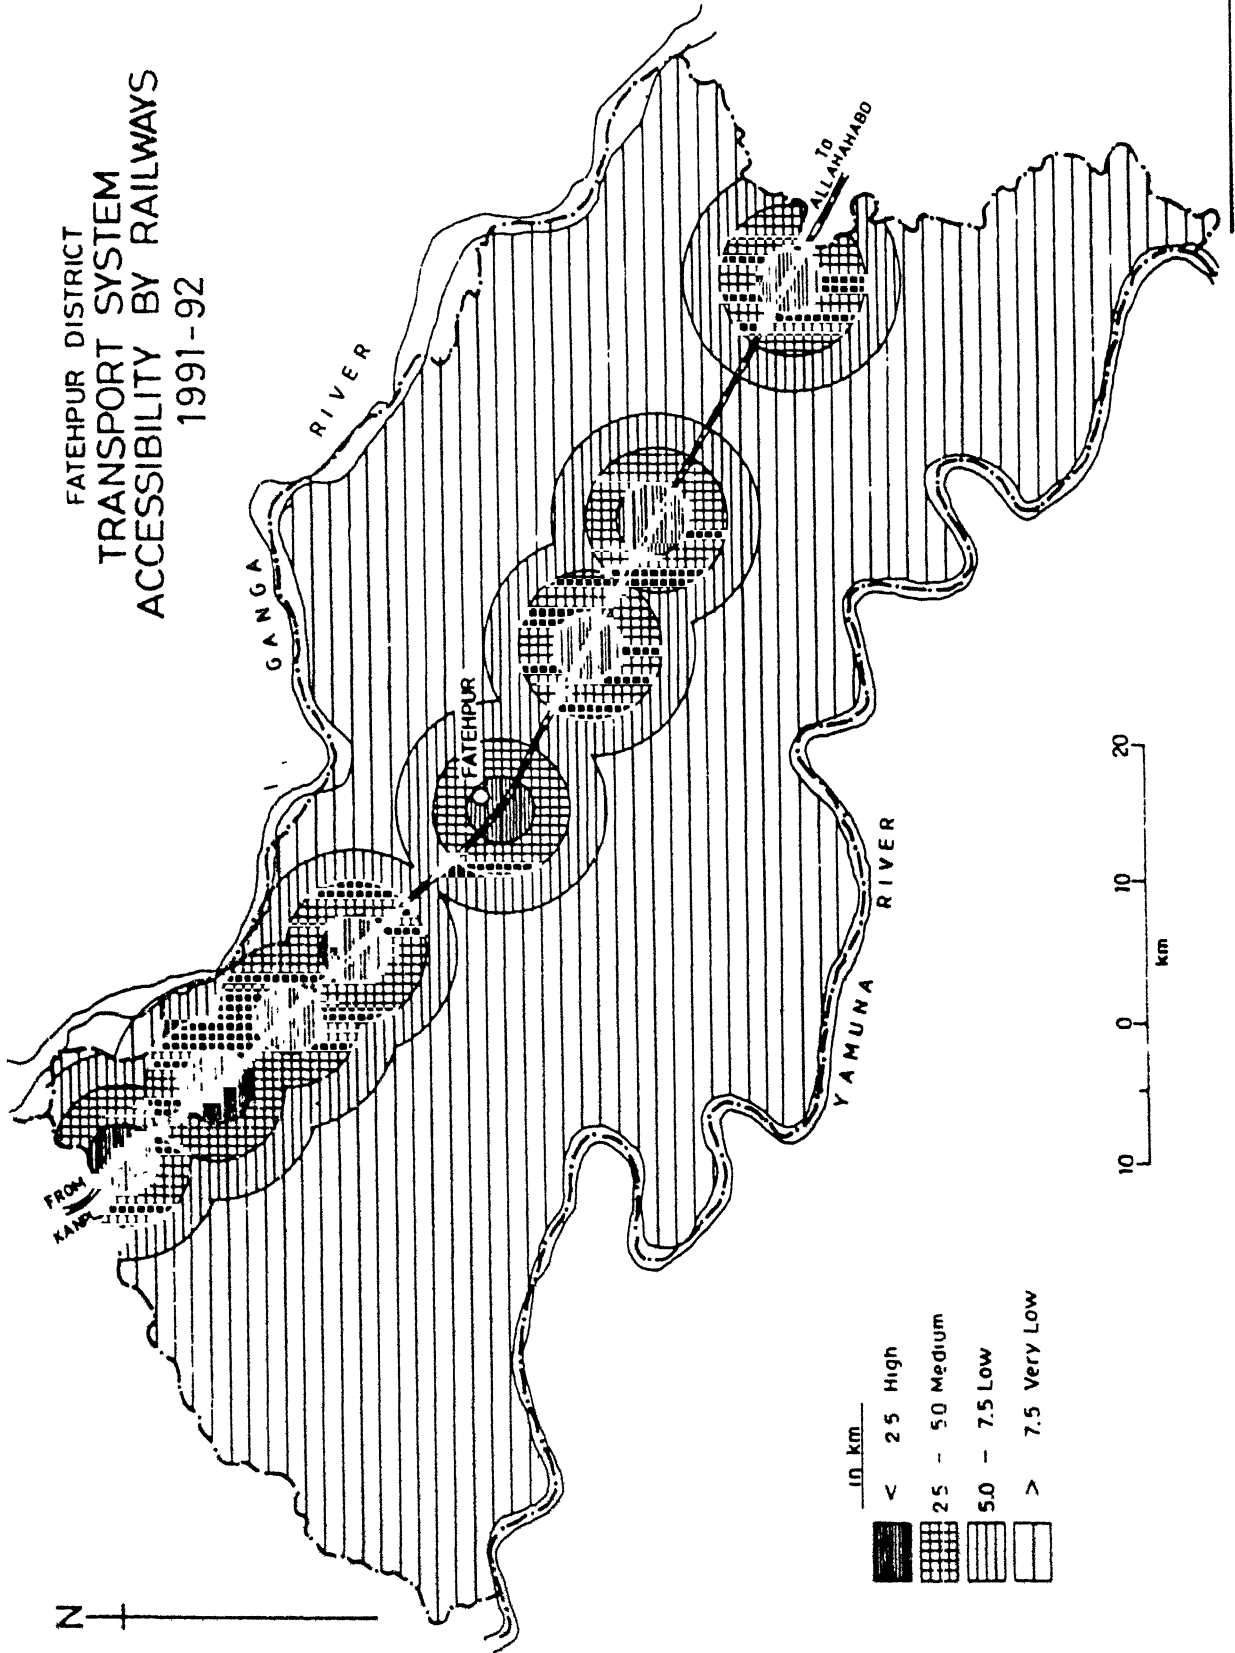 FATEHPUR DISTRICT
TRANSPORT SYSTEM
ACCESSIBILITY BY RAILWAYS
1991-92
N
GANGA RIVER
FROM
KANP
FATEHPUR
TO
ALLAHAHABD
YAMUNA RIVER
in km
< 2 5 High
2 5 - 5 0 Medium
5.0 - 7.5 Low
> 7.5 Very Low
10 0 10 20
km